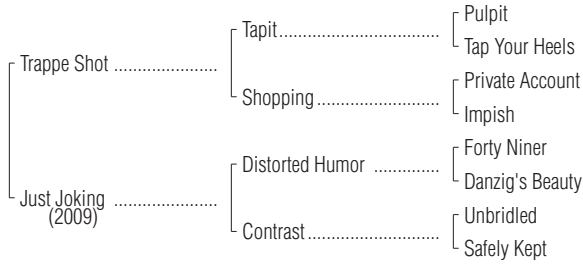 Trappe Shot ......................
Just Joking ......................
(2009)
Tapit............................
Shopping .........................
Distorted Humor ..............
Contrast............................
Pulpit
Tap Your Heels
Private Account
Impish
Forty Niner
Danzig's Beauty
Unbridled
Safely Kept